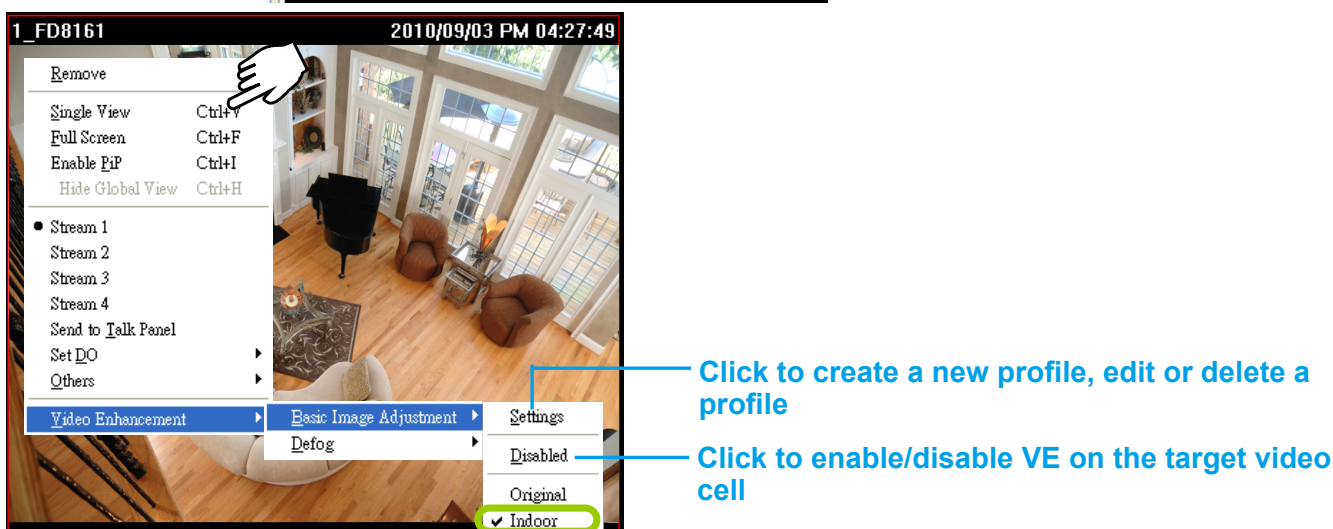 1_FD8161 2010/09/03 PM 04:27:49
Remove
Single View Ctrl+V
Full Screen Ctrl+F
Enable PiP Ctrl+I
Hide Global View Ctrl+H
Stream 1
Stream 2
Stream 3
Stream 4
Send to Talk Panel
Set DO
Others
Video Enhancement
Basic Image Adjustment
Defog
Settings
Disabled
Original
Indoor
Click to create a new profile, edit or delete a
profile
Click to enable/disable VE on the target video
cell